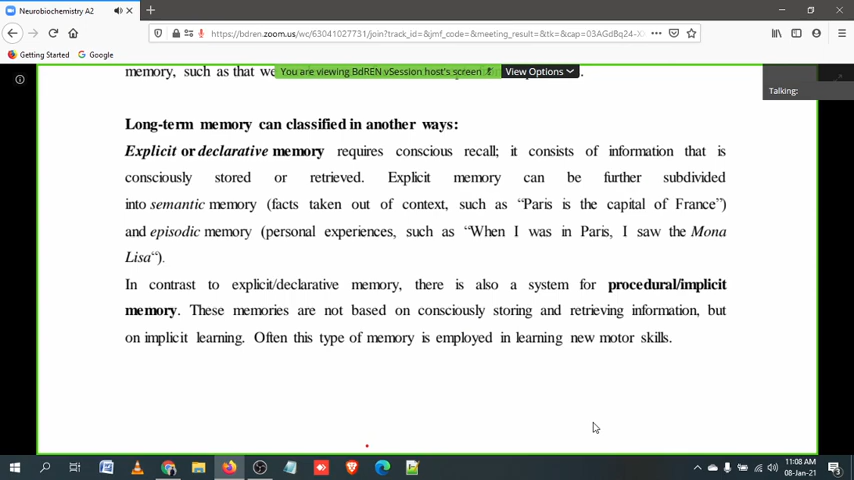 Neurobiochemistry A2
https://bdren.zoom.us/wc/63041027731/join?track_id=&jmf_code=&meeting_result=&tk=&cap=03AGdBq24-X
Getting Started Google
memory, such as that we
You are viewing BdREN vSession host's screen
View Options
Talking:
Long-term memory can classified in another ways:
Explicit or declarative memory requires conscious recall; it consists of information that is
consciously stored or retrieved. Explicit memory can be further subdivided
into semantic memory (facts taken out of context, such as “Paris is the capital of France”)
and episodic memory (personal experiences, such as “When I was in Paris, I saw the Mona
Lisa“).
In contrast to explicit/declarative memory, there is also a system for procedural/implicit
memory. These memories are not based on consciously storing and retrieving information, but
on implicit learning. Often this type of memory is employed in learning new motor skills.
11:08 AM
08-Jan-21